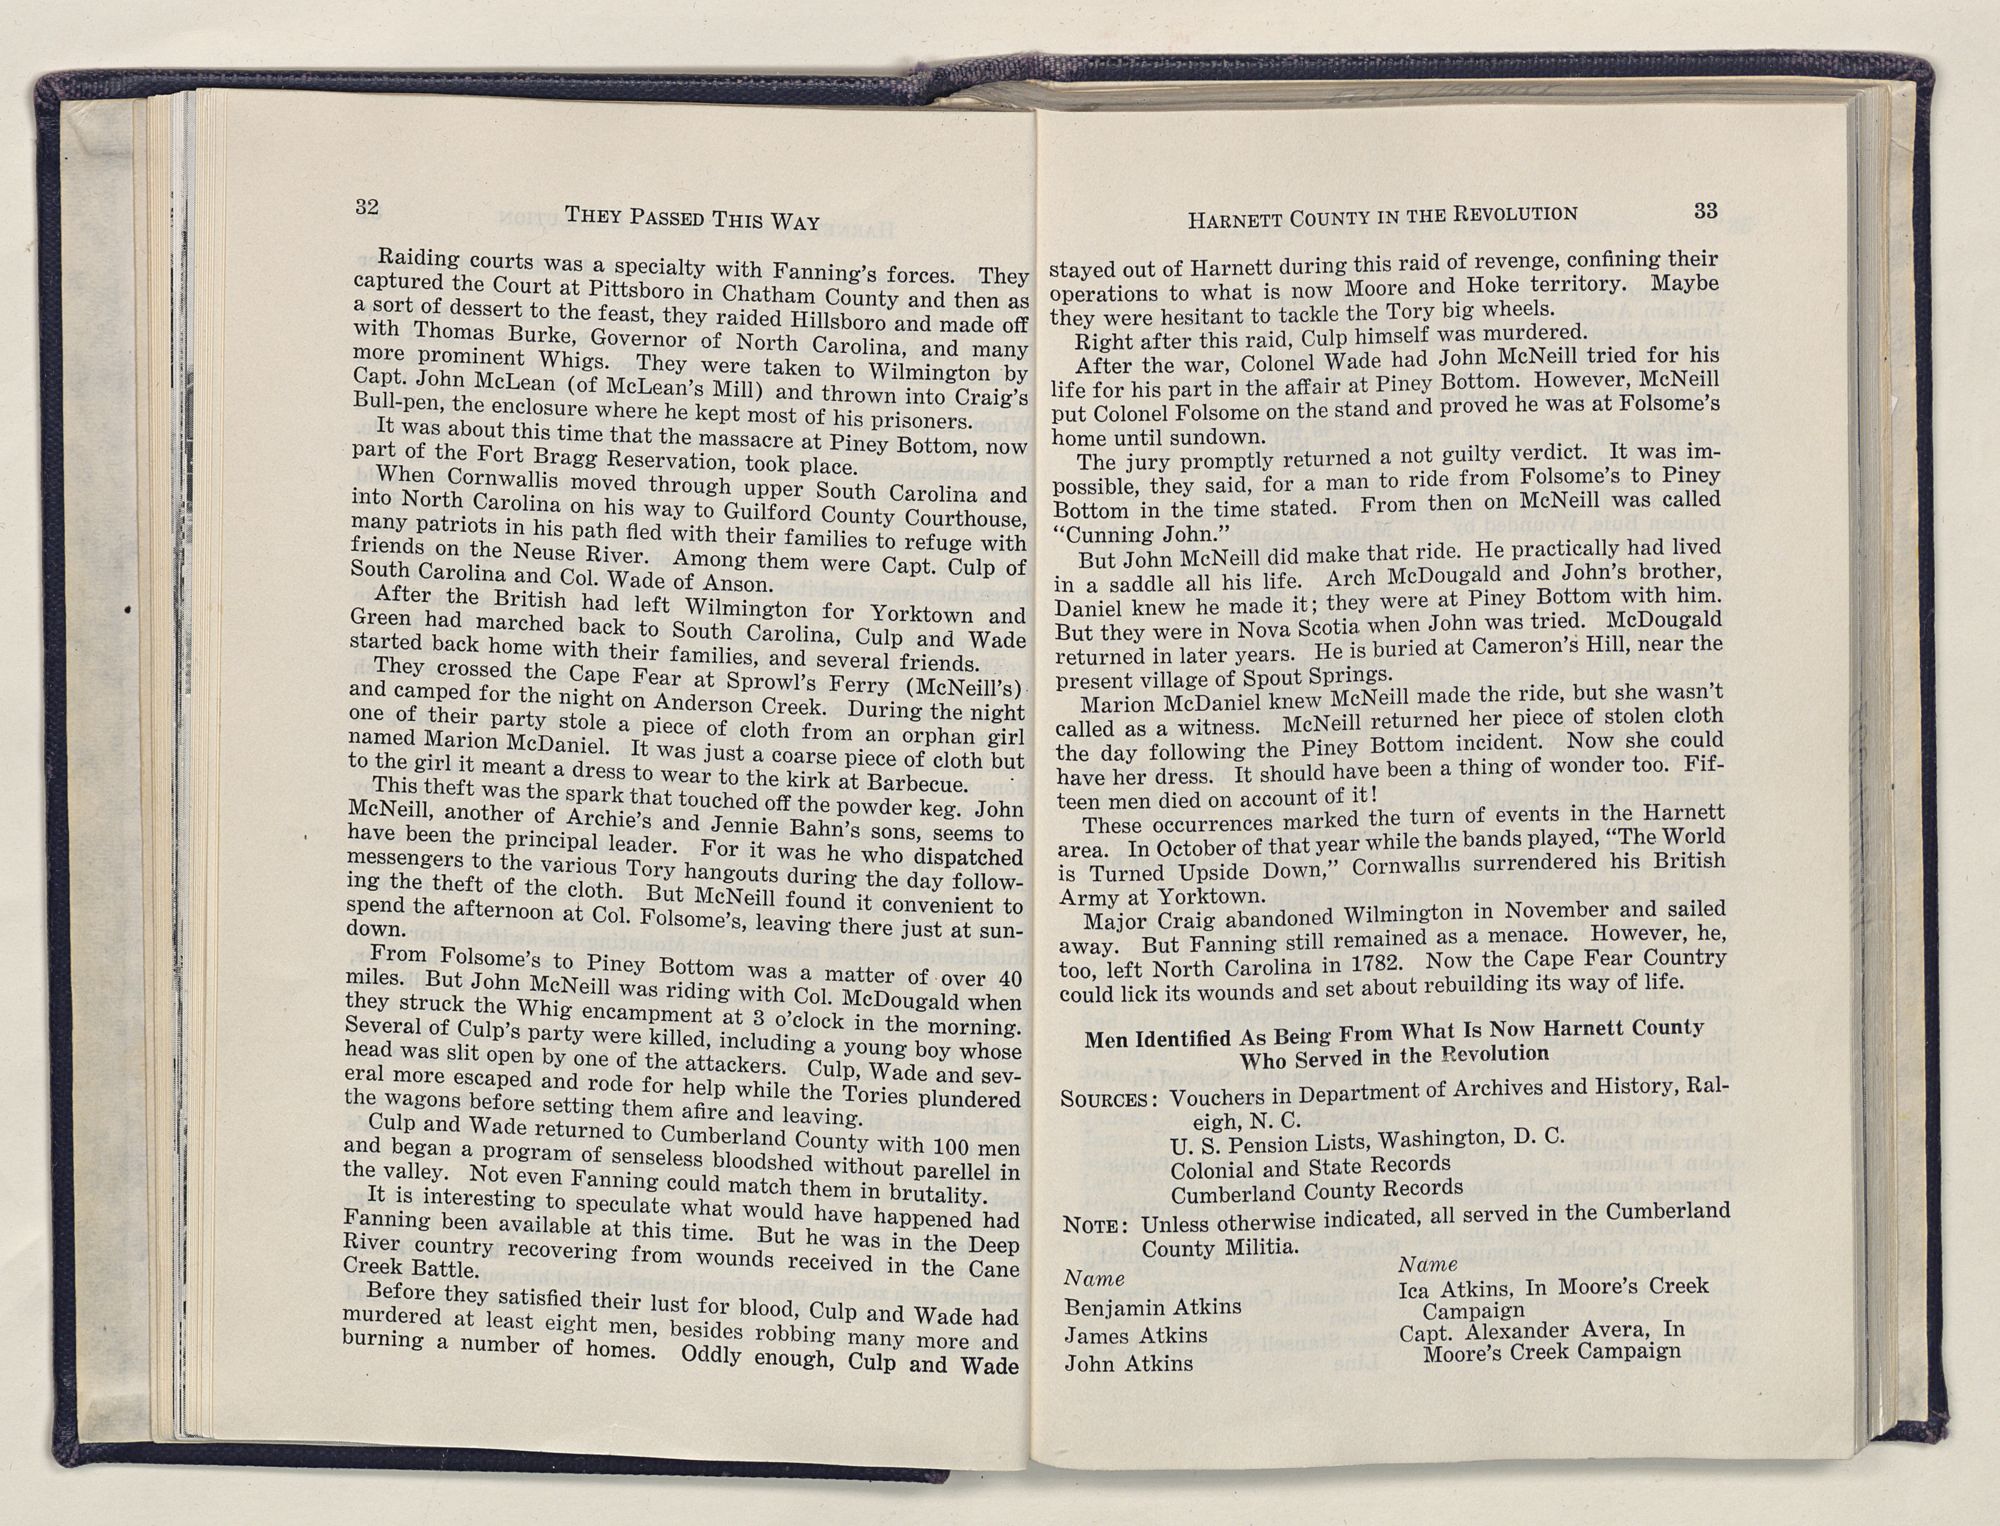 32
THEY PASSED THIS WAY
Raiding courts was a specialty with Fanning's forces. They
captured the Court at Pittsboro in Chatham County and then as
a sort of dessert to the feast, they raided Hillsboro and made off
with Thomas Burke, Governor of North Carolina, and many
more prominent Whigs. They were taken to Wilmington by
Capt. John McLean (of McLean's Mill) and thrown into Craig's
Bull-pen, the enclosure where he kept most of his prisoners.
It was about this time that the massacre at Piney Bottom, now
part of the Fort Bragg Reservation, took place.
When Cornwallis moved through upper South Carolina and
into North Carolina on his way to Guilford County Courthouse,
many patriots in his path fled with their families to refuge with
friends on the Neuse River. Among them were Capt. Culp of
South Carolina and Col. Wade of Anson.
After the British had left Wilmington for Yorktown and
Green had marched back to South Carolina, Culp and Wade
started back home with their families, and several friends.
They crossed the Cape Fear at Sprowl's Ferry (McNeill's)
and camped for the night on Anderson Creek. During the night
one of their party stole a piece of cloth from an orphan girl
named Marion McDaniel. It was just a coarse piece of cloth but
to the girl it meant a dress to wear to the kirk at Barbecue.
This theft was the spark that touched off the powder keg. John
McNeill, another of Archie's and Jennie Bahn's sons, seems to
have been the principal leader. For it was he who dispatched
messengers to the various Tory hangouts during the day follow-
ing the theft of the cloth. But McNeill found it convenient to
spend the afternoon at Col. Folsome's, leaving there just at sun-
down.
From Folsome's to Piney Bottom was a matter of over 40
miles. But John McNeill was riding with Col. McDougald when
they struck the Whig encampment at 3 o'clock in the morning.
Several of Culp's party were killed, including a young boy whose
head was slit open by one of the attackers. Culp, Wade and sev-
eral more escaped and rode for help while the Tories plundered
the wagons before setting them afire and leaving.
Culp and Wade returned to Cumberland County with 100 men
and began a program of senseless bloodshed without parellel in
the valley. Not even Fanning could match them in brutality.
It is interesting to speculate what would have happened had
Fanning been available at this time. But he was in the Deep
River country recovering from wounds received in the Cane
Creek Battle.
Before they satisfied their lust for blood, Culp and Wade had
murdered at least eight men, besides robbing many more and
burning a number of homes. Oddly enough, Culp and Wade
HARNETT COUNTY IN THE REVOLUTION
33
stayed out of Harnett during this raid of revenge, confining their
operations to what is now Moore and Hoke territory. Maybe
they were hesitant to tackle the Tory big wheels.
Right after this raid, Culp himself was murdered.
After the war, Colonel Wade had John McNeill tried for his
life for his part in the affair at Piney Bottom. However, McNeill
put Colonel Folsome on the stand and proved he was at Folsome's
home until sundown.
The jury promptly returned a not guilty verdict. It was im-
possible, they said, for a man to ride from Folsome's to Piney
Bottom in the time stated. From then on McNeill was called
“Cunning John.”
But John McNeill did make that ride. He practically had lived
in a saddle all his life. Arch McDougald and John's brother,
Daniel knew he made it; they were at Piney Bottom with him.
But they were in Nova Scotia when John was tried. McDougald
returned in later years. He is buried at Cameron's Hill, near the
present village of Spout Springs.
Marion McDaniel knew McNeill made the ride, but she wasn't
called as a witness. McNeill returned her piece of stolen cloth
the day following the Piney Bottom incident. Now she could
have her dress. It should have been a thing of wonder too. Fif-
teen men died on account of it!
These occurrences marked the turn of events in the Harnett
area. In October of that year while the bands played, “The World
is Turned Upside Down,” Cornwallis surrendered his British
Army at Yorktown.
Major Craig abandoned Wilmington in November and sailed
away. But Fanning still remained as a menace. However, he,
too, left North Carolina in 1782. Now the Cape Fear Country
could lick its wounds and set about rebuilding its way of life.
Men Identified As Being From What Is Now Harnett County
Who Served in the Revolution
SOURCES: Vouchers in Department of Archives and History, Ral-
eigh, N. C.
U. S. Pension Lists, Washington, D. C.
Colonial and State Records
Cumberland County Records
NOTE: Unless otherwise indicated, all served in the Cumberland
County Militia.
Name
Benjamin Atkins
James Atkins
John Atkins
Name
Ica Atkins, In Moore's Creek
Campaign
Capt. Alexander Avera, In
Moore's Creek Campaign